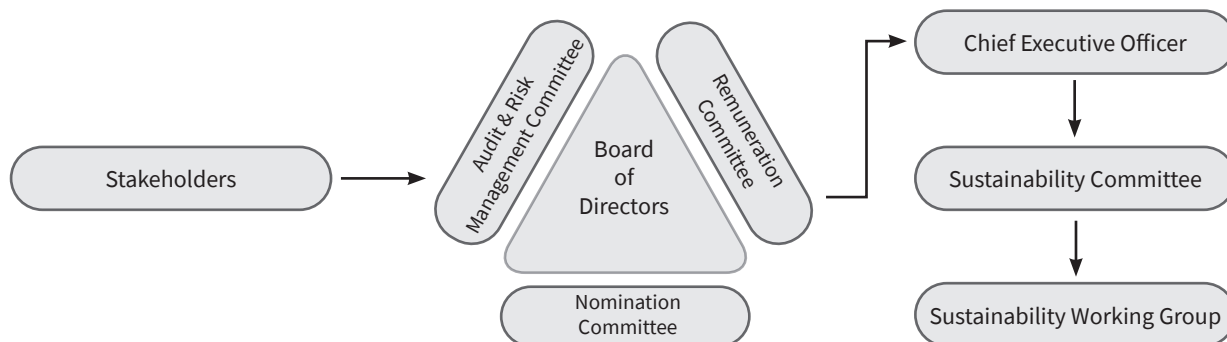 Stakeholders
Audit & Risk
Management Committee
Board
of
Directors
Remuneration
Committee
Nomination
Committee
Chief Executive Officer
Sustainability Committee
Sustainability Working Group